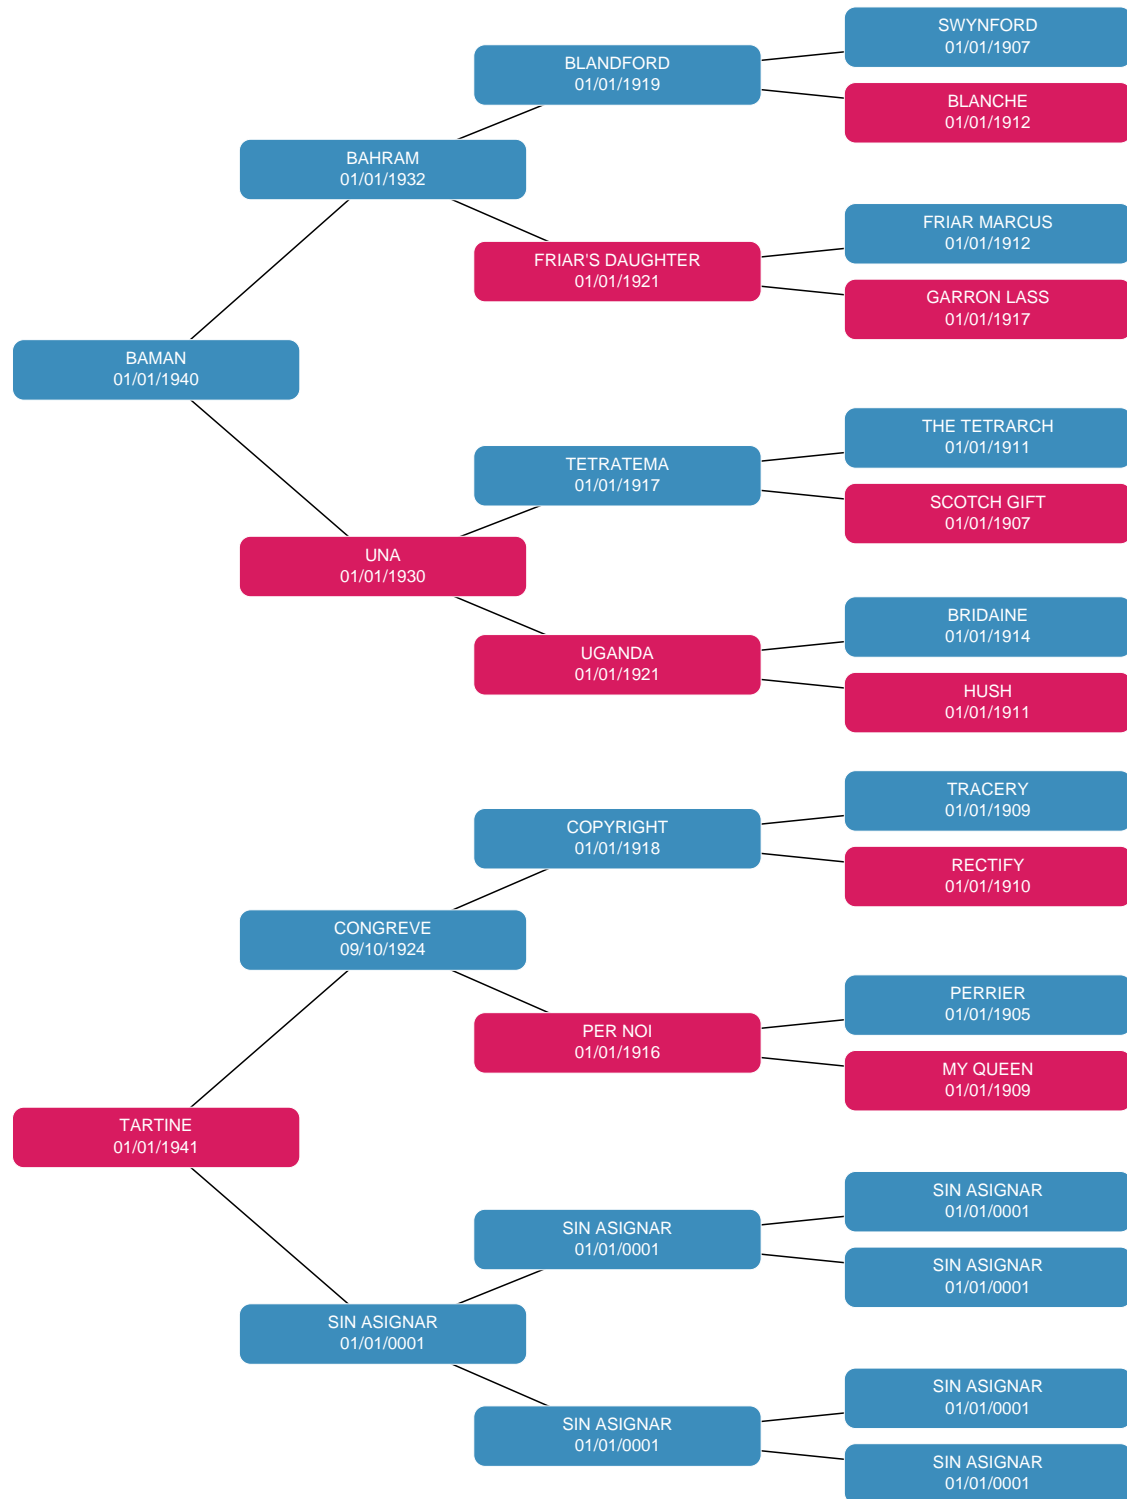 SWYNFORD
01/01/1907
BLANDFORD
01/01/1919
BLANCHE
01/01/1912
BAHRAM
01/01/1932
FRIAR MARCUS
01/01/1912
FRIAR'S DAUGHTER
01/01/1921
GARRON LASS
01/01/1917
BAMAN
01/01/1940
THE TETRARCH
01/01/1911
TETRATEMA
01/01/1917
SCOTCH GIFT
01/01/1907
UNA
01/01/1930
BRIDAINE
01/01/1914
UGANDA
01/01/1921
HUSH
01/01/1911
TRACERY
01/01/1909
COPYRIGHT
01/01/1918
RECTIFY
01/01/1910
CONGREVE
09/10/1924
PERRIER
01/01/1905
PER NOI
01/01/1916
MY QUEEN
01/01/1909
TARTINE
01/01/1941
SIN ASIGNAR
01/01/0001
SIN ASIGNAR
01/01/0001
SIN ASIGNAR
01/01/0001
SIN ASIGNAR
01/01/0001
SIN ASIGNAR
01/01/0001
SIN ASIGNAR
01/01/0001
SIN ASIGNAR
01/01/0001